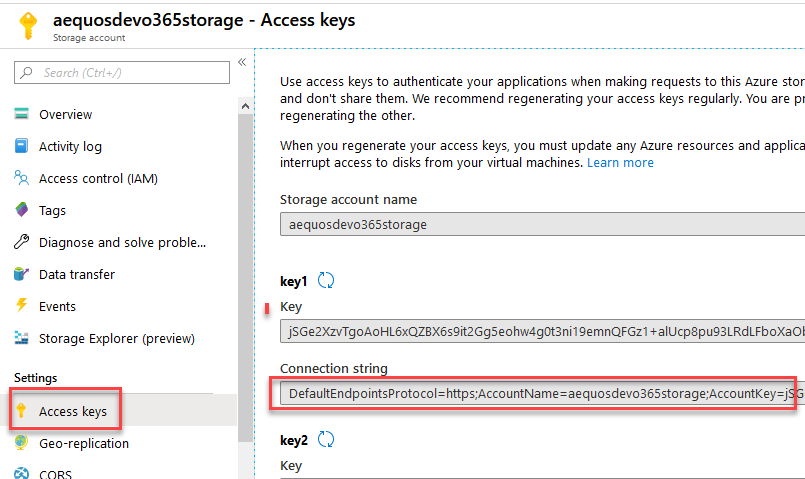 aequosdevo365storage - Access keys
Storage account
Search (Ctrl+/)
Overview
Activity log
Access control (IAM)
Tags
Diagnose and solve proble...
Data transfer
Events
Storage Explorer (preview)
Settings
Access keys
Geo-replication
CORS
Use access keys to authenticate your applications when making requests to this Azure stor
and don't share them. We recommend regenerating your access keys regularly. You are pr
regenerating the other.
When you regenerate your access keys, you must update any Azure resources and applica
interrupt access to disks from your virtual machines. Learn more
Storage account name
aequosdevo365storage
key1
Key
jSGe2XzvTgoAoHL6xQZBX6s9it2Gg5eohw4g0t3ni19emnQFGz1+alUcp8pu93LRdLFboXaOb
Connection string
DefaultEndpointsProtocol=https;AccountName=aequosdevo365storage;AccountKey=jSG
key2
Key